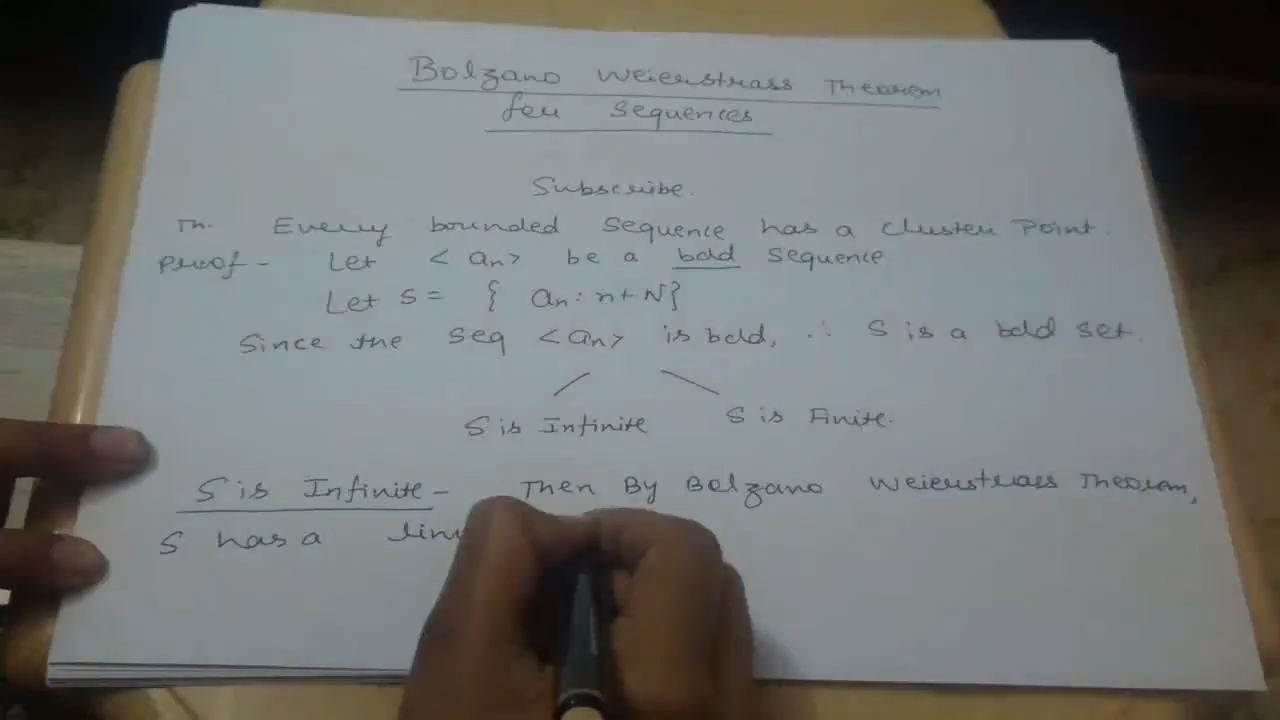 Bolzano Weierstrass Theorem
for Sequences
Subscribe.
Th. Every bounded Sequence has a cluster Point.
Proof - Let < an > be a bdd sequence
Let S = { an : n ∈ N }
Since the seq < an > is bdd, ∴ S is a bdd set.
S is Infinite S is Finite.
S is Infinite - Then By Bolzano Weierstrass Theorem,
S has a